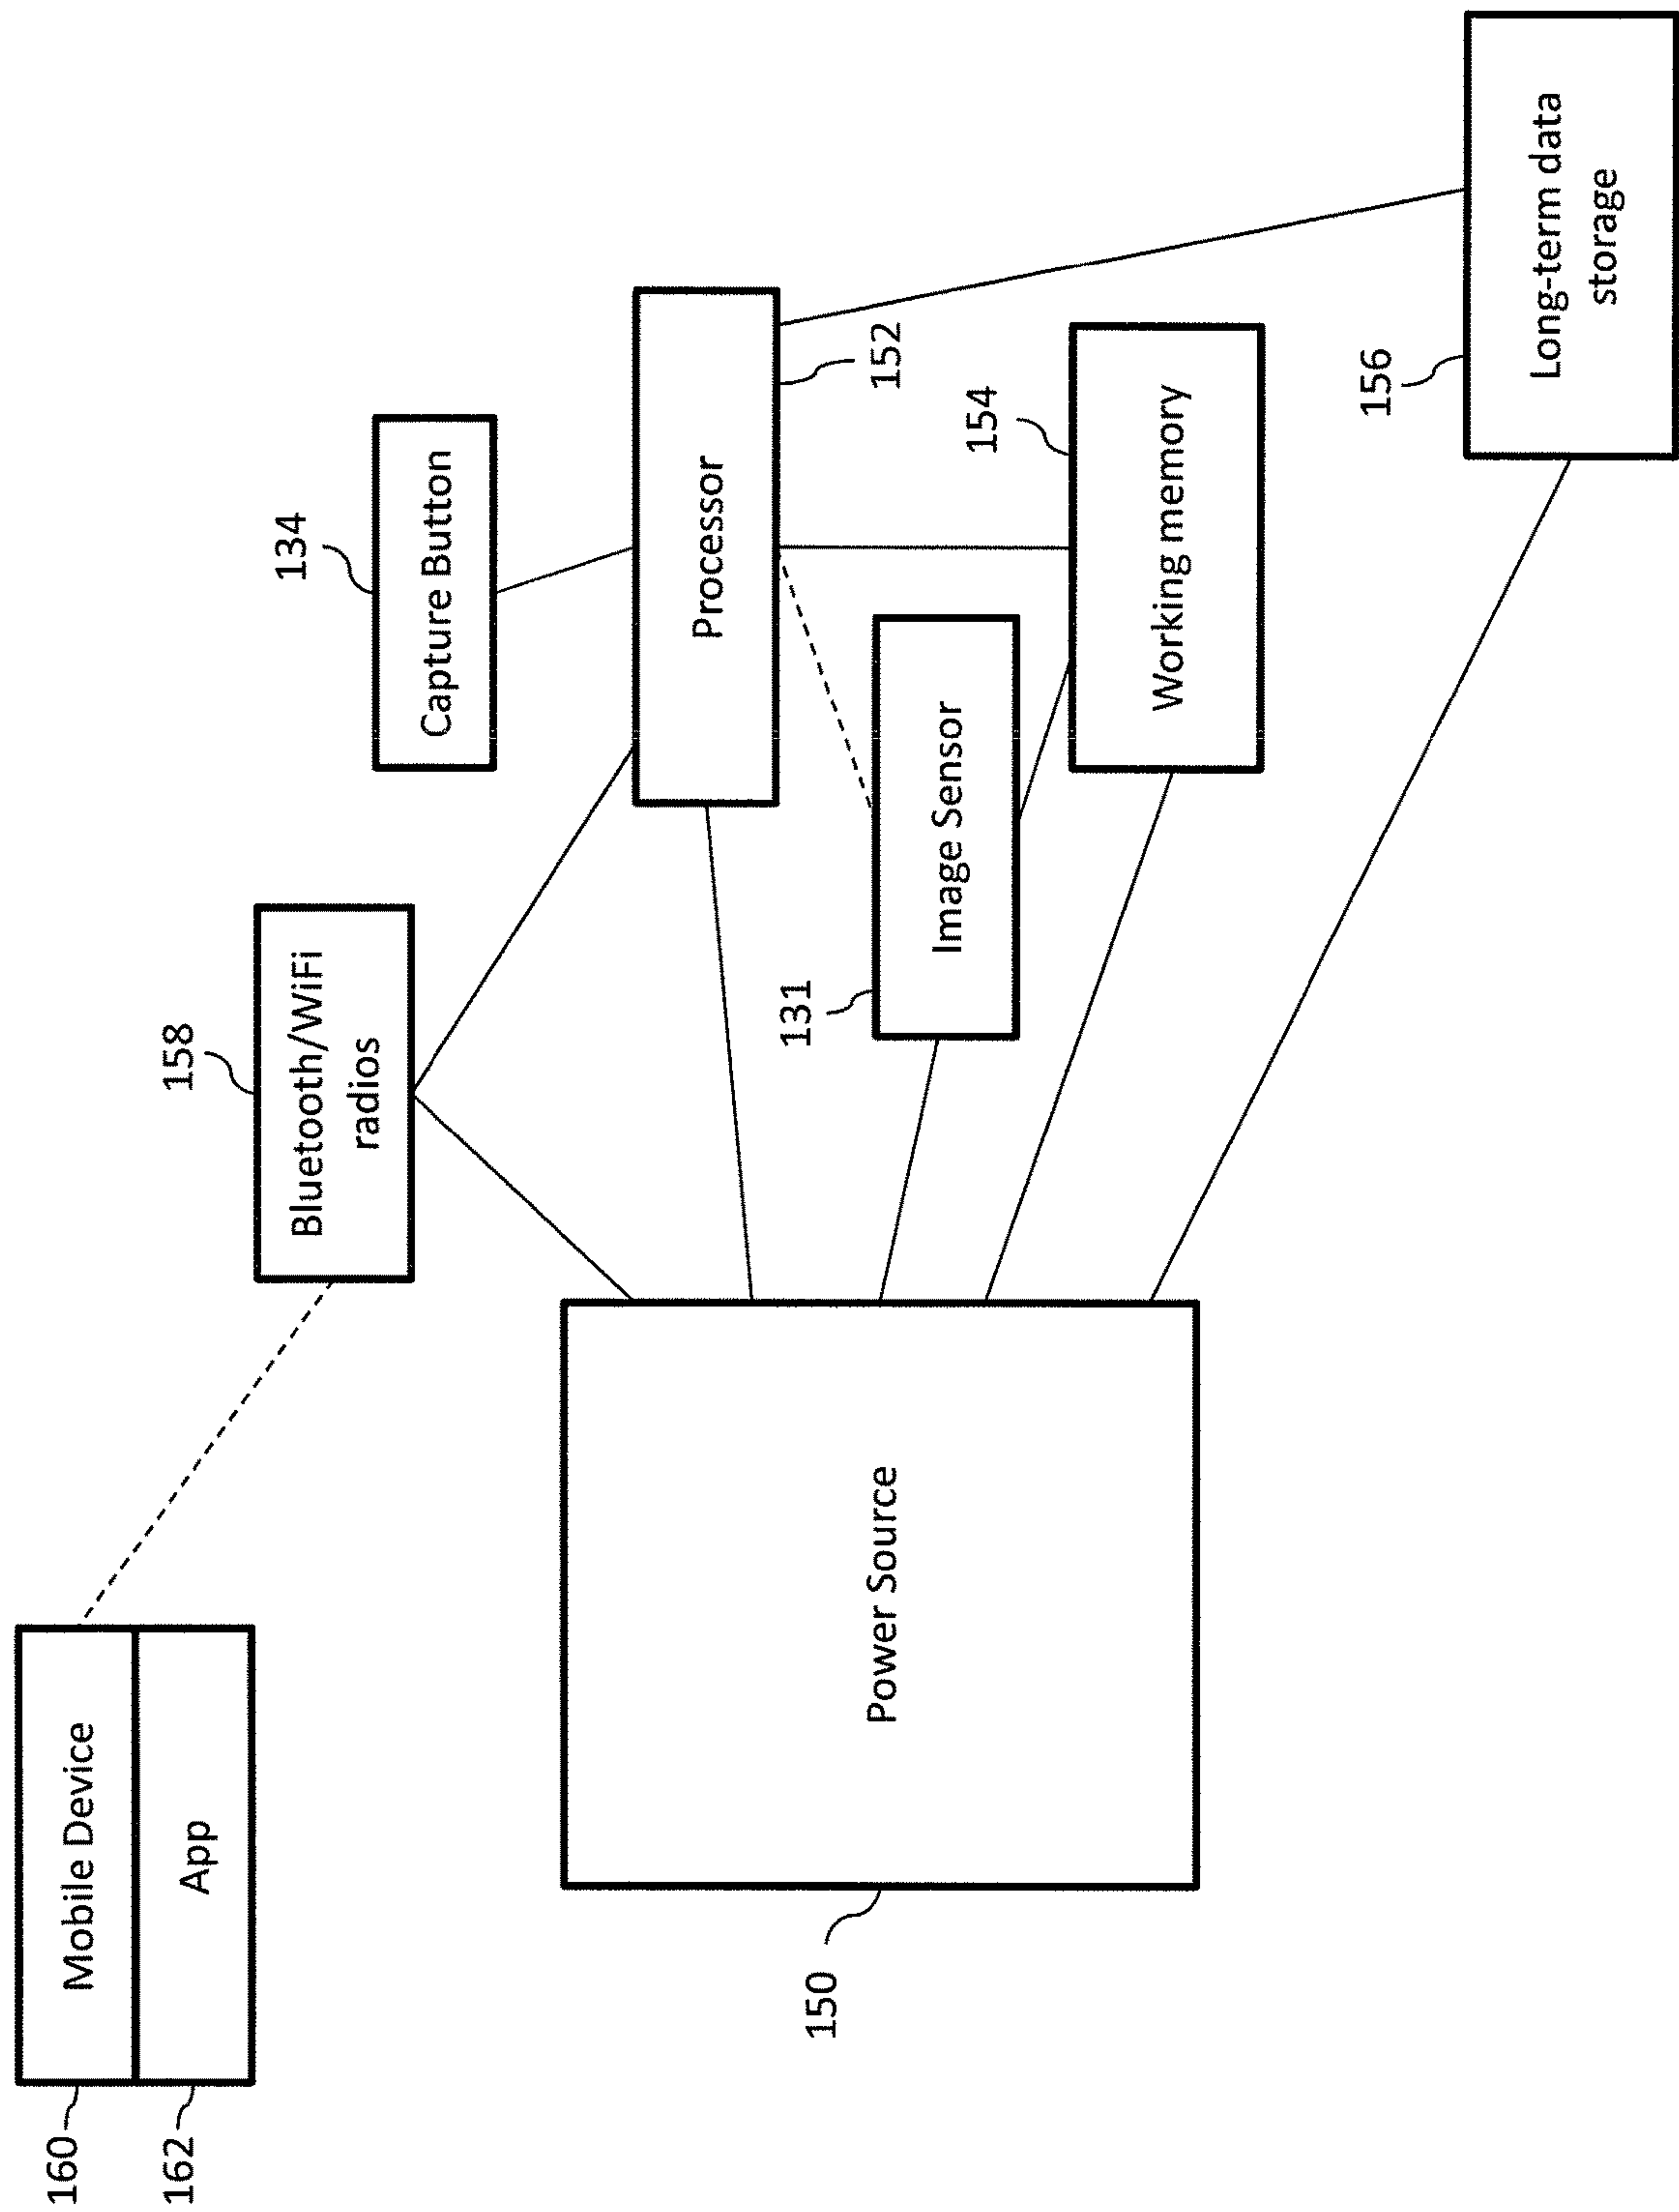 160
Mobile Device
162
App
158
Bluetooth/WiFi
radios
134
Capture Button
Processor
152
131
Image Sensor
154
Working memory
150
Power Source
156
Long-term data
storage